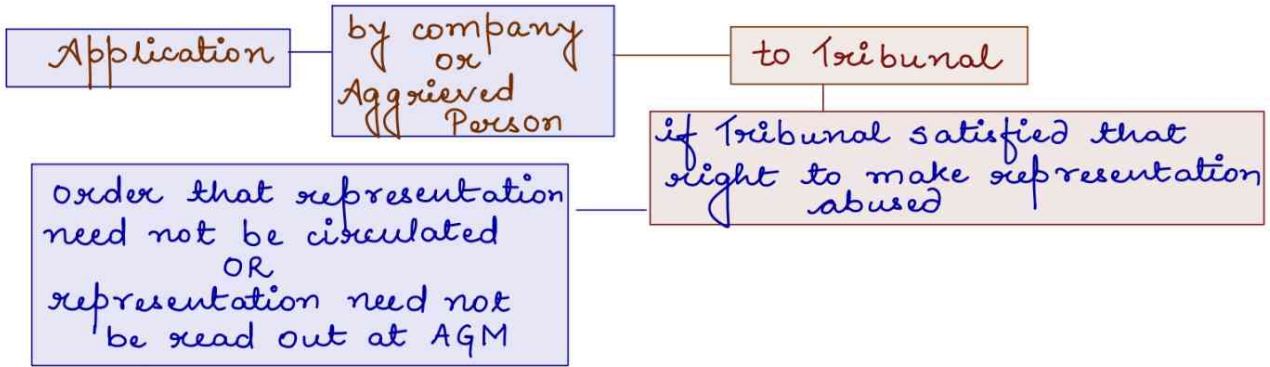 Application
by company
or
Aggrieved
Person
to Tribunal
if Tribunal satisfied that
right to make representation
abused
order that representation
need not be circulated
OR
representation need not
be read out at AGM